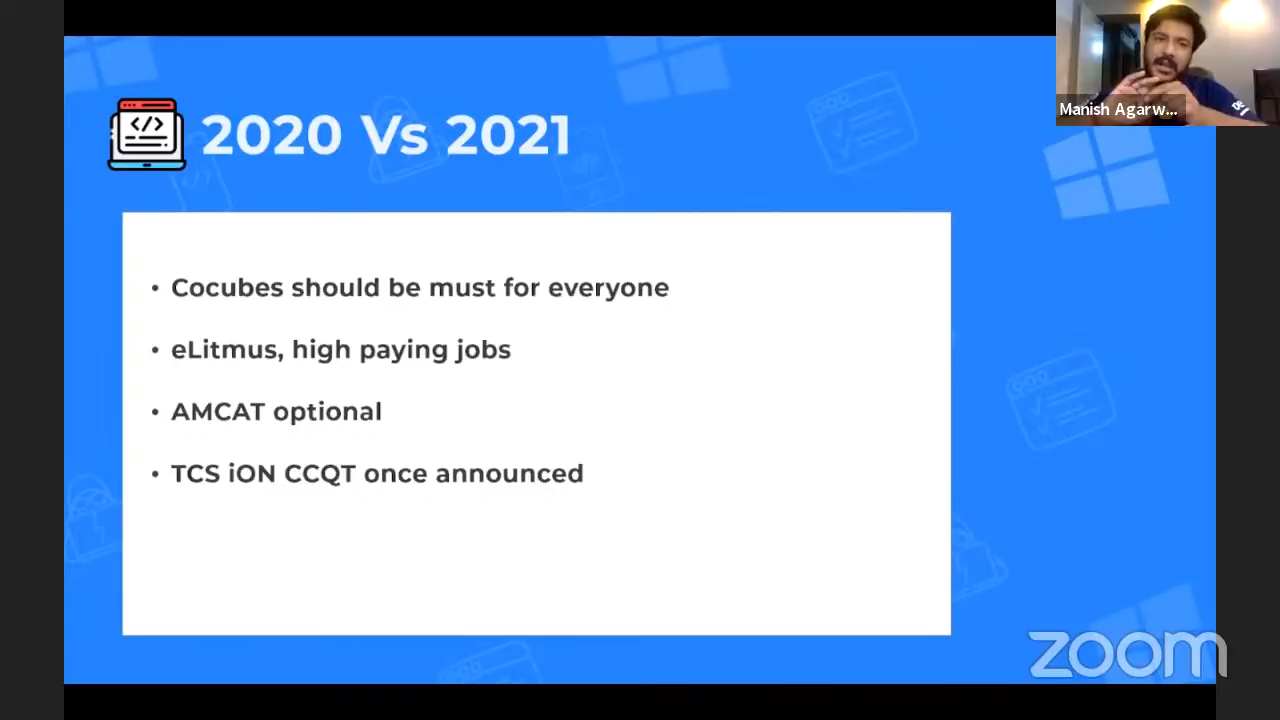 Manish Agarw...
</> 2020 Vs 2021
• Cocubes should be must for everyone
• eLitmus, high paying jobs
• AMCAT optional
• TCS iON CCQT once announced
zoom